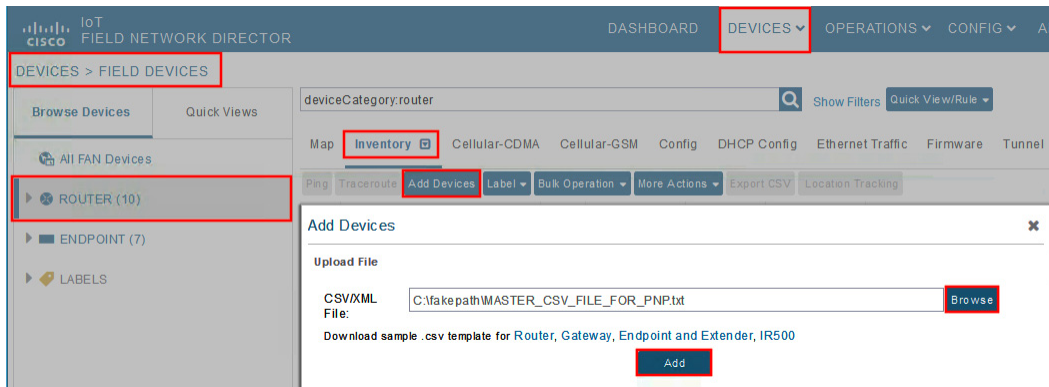 IoT
CISCO FIELD NETWORK DIRECTOR
DASHBOARD DEVICES OPERATIONS CONFIG A
DEVICES > FIELD DEVICES
Browse Devices Quick Views
deviceCategory:router Show Filters Quick View/Rule
Map Inventory Cellular-CDMA Cellular-GSM Config DHCP Config Ethernet Traffic Firmware Tunnel
All FAN Devices
Ping Traceroute Add Devices Label Bulk Operation More Actions Export CSV Location Tracking
ROUTER (10)
ENDPOINT (7)
LABELS
Add Devices
Upload File
CSV/XML
File:
C:\fakepath\MASTER_CSV_FILE_FOR_PNP.txt Browse
Download sample .csv template for Router, Gateway, Endpoint and Extender, IR500
Add